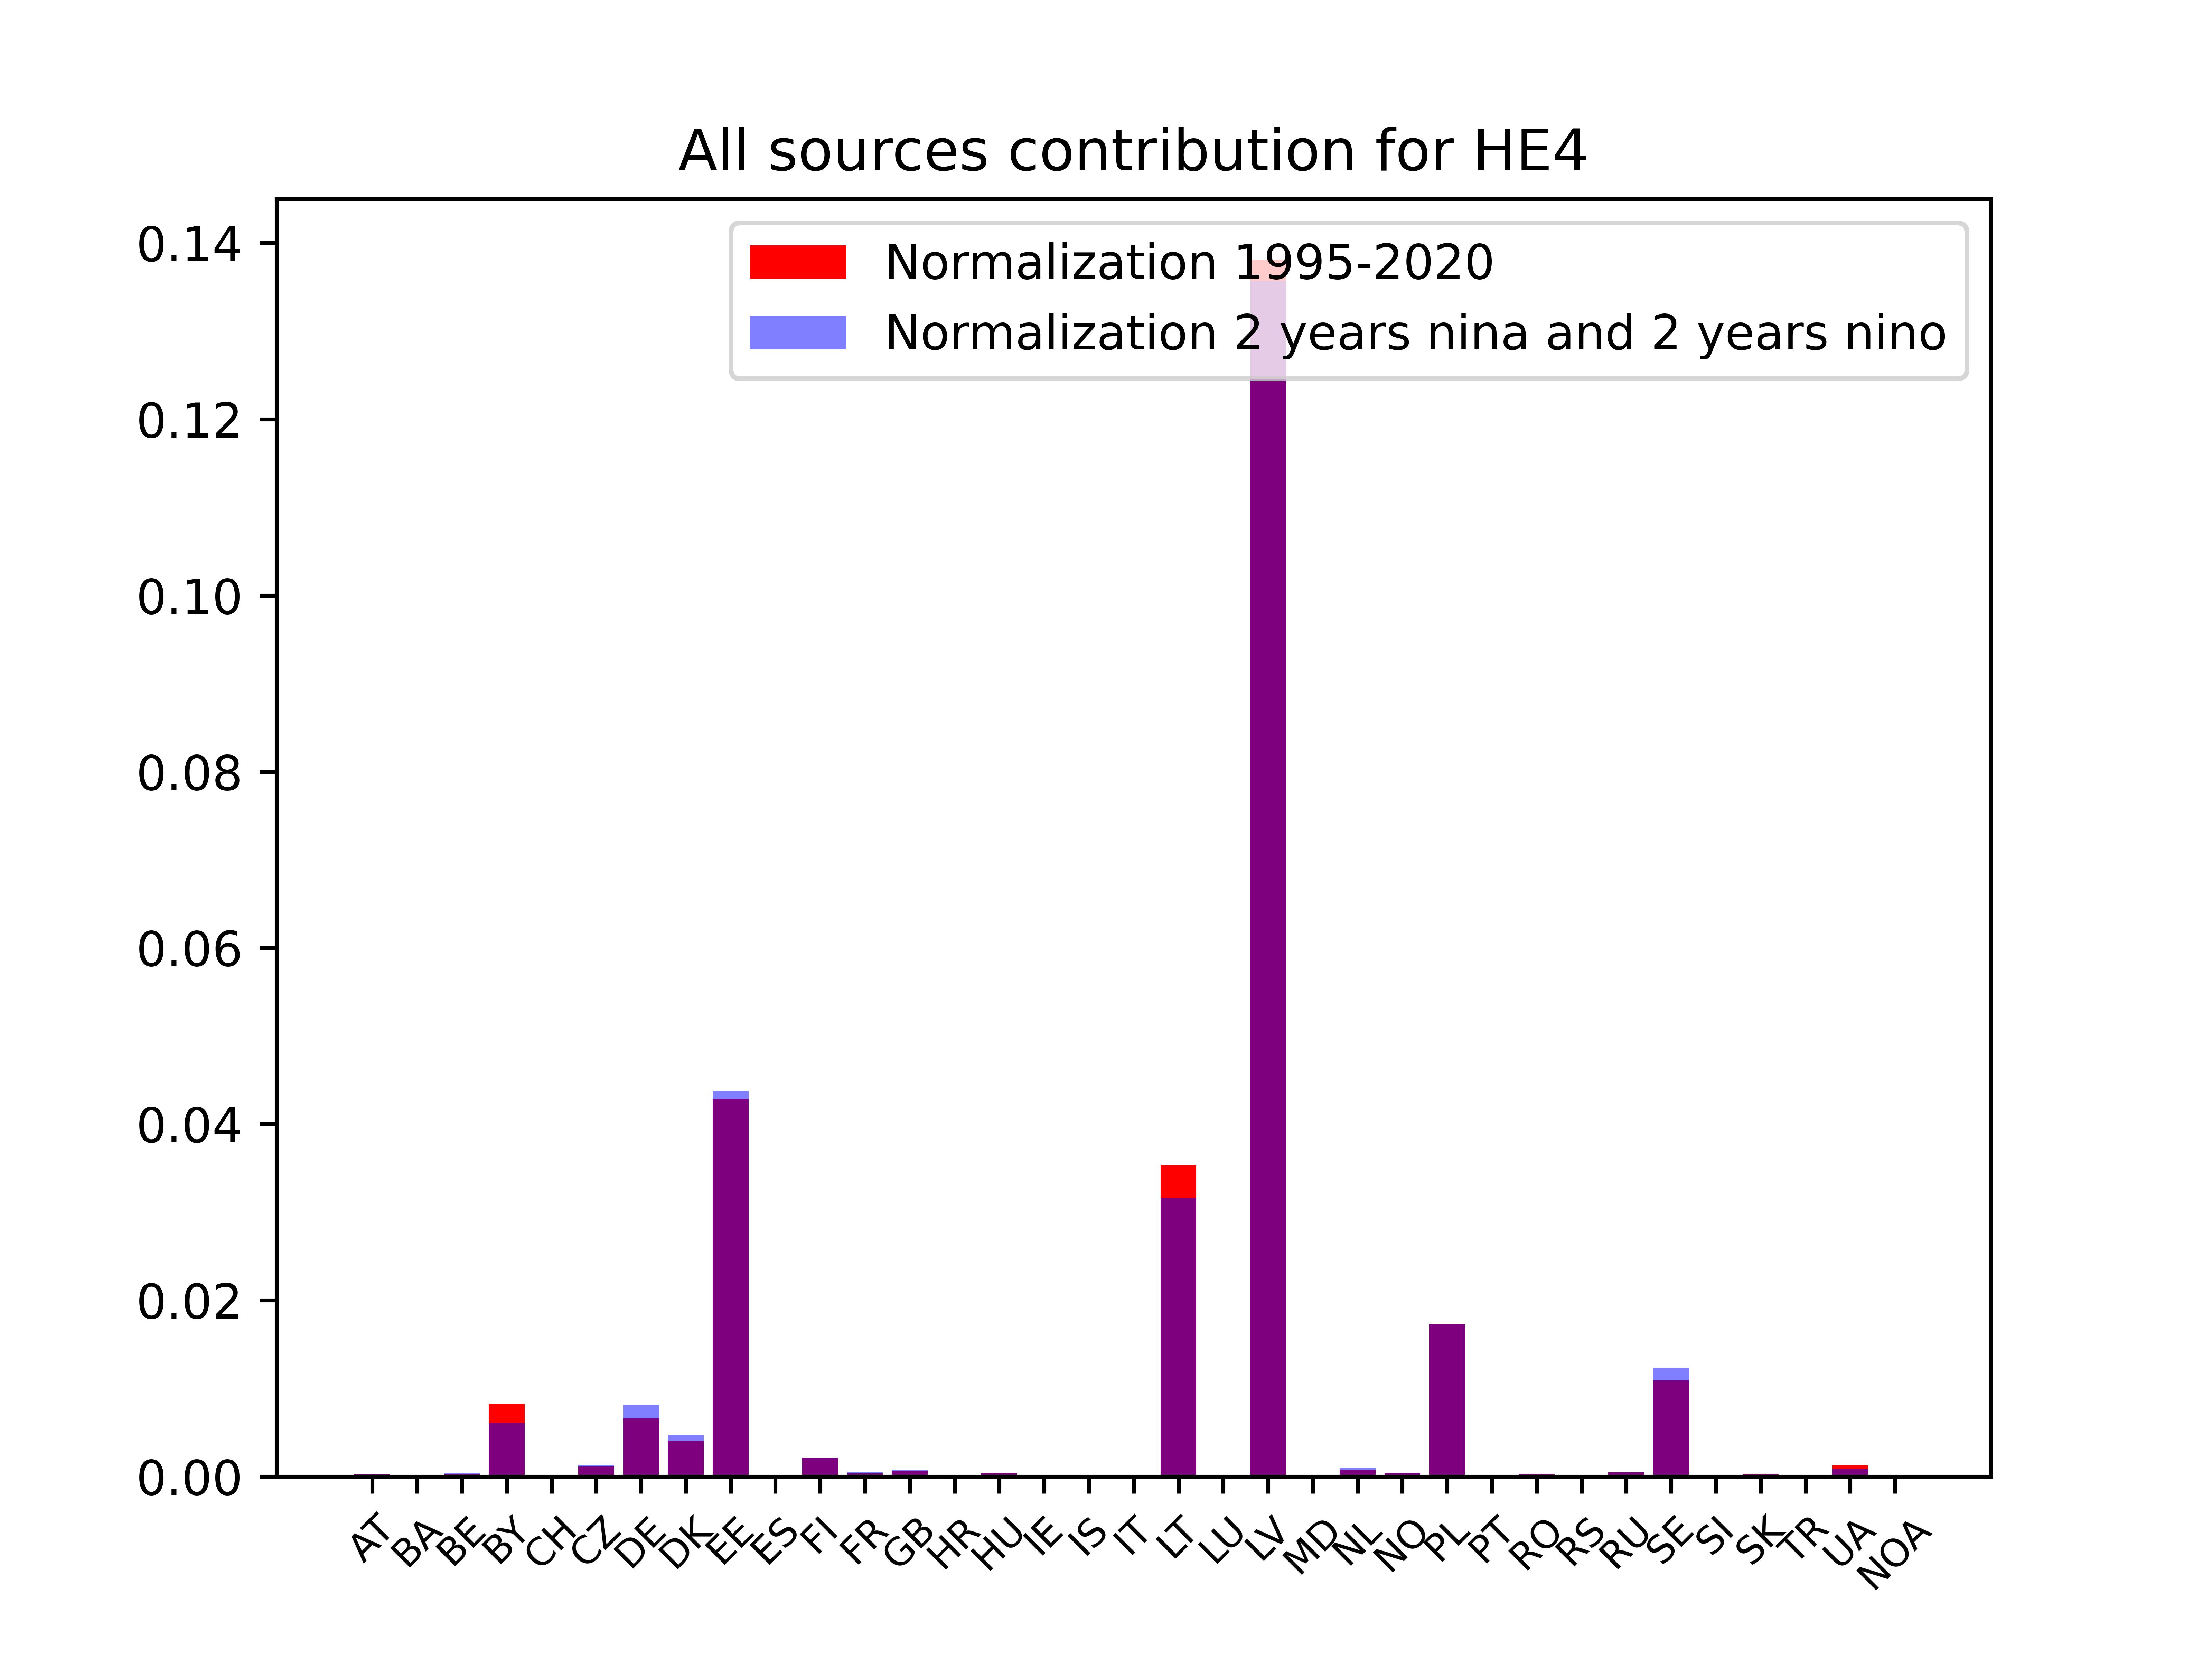 All sources contribution for HE4
Normalization 1995-2020
Normalization 2 years nina and 2 years nino
0.14
0.12
0.10
0.08
0.06
0.04
0.02
0.00
AT BA BE BY CH CZ DE DK EE ES FI FR GB HR HU IE IS IT LT LU LV MD NL NO PL PT RO RS RU SE SI SK TR UA NOA